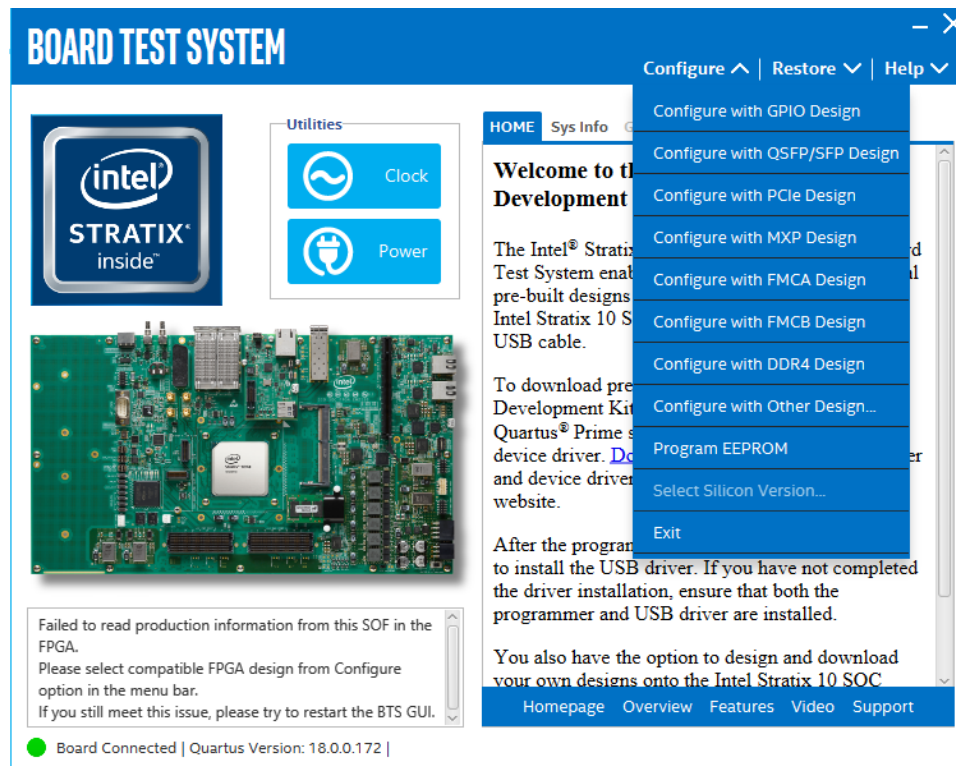 BOARD TEST SYSTEM
Configure | Restore | Help
intel
STRATIX
inside™
Utilities
Clock
Power
HOME Sys Info
Configure with GPIO Design
Configure with QSFP/SFP Design
Configure with PCIe Design
Configure with MXP Design
Configure with FMCA Design
Configure with FMCB Design
Configure with DDR4 Design
Configure with Other Design...
Program EEPROM
Select Silicon Version...
Exit
Welcome to
Development
The Intel® Strati
Test System
pre-built designs
Intel Stratix 10 S
USB cable.
To download pre
Development Kit
Quartus® Prime s
device driver. Do
and device driver
website.
After the program
to install the USB driver. If you have not completed
the driver installation, ensure that both the
programmer and USB driver are installed.
You also have the option to design and download
your own designs onto the Intel Stratix 10 SOC
Homepage Overview Features Video Support
Failed to read production information from this SOF in the
FPGA.
Please select compatible FPGA design from Configure
option in the menu bar.
If you still meet this issue, please try to restart the BTS GUI.
Board Connected | Quartus Version: 18.0.0.172 |